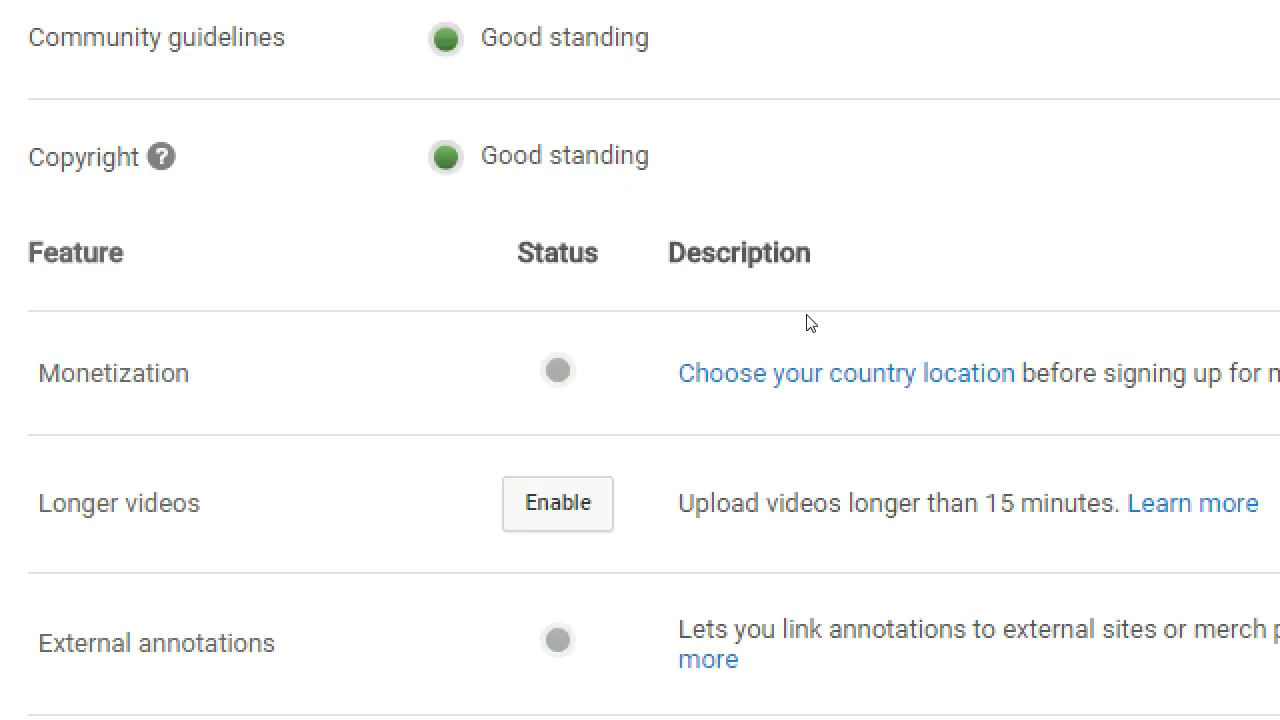 Community guidelines Good standing
Copyright ? Good standing
Feature Status Description
Monetization Choose your country location before signing up for
Longer videos Enable Upload videos longer than 15 minutes. Learn more
External annotations Lets you link annotations to external sites or merch
more